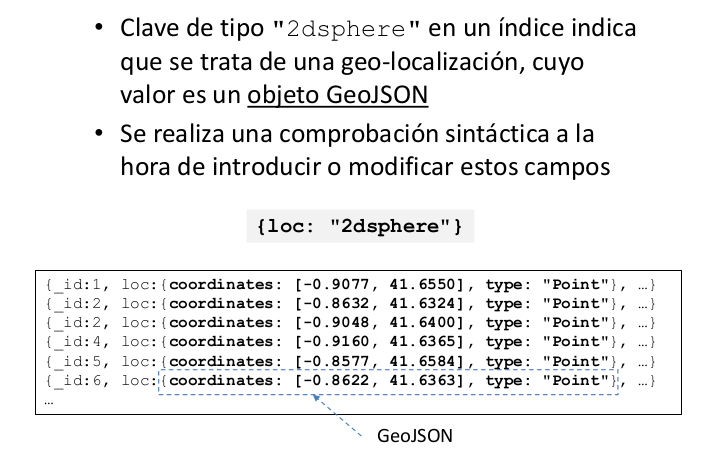 • Clave de tipo "2dsphere" en un índice indica
que se trata de una geo-localización, cuyo
valor es un objeto GeoJSON
• Se realiza una comprobación sintáctica a la
hora de introducir o modificar estos campos
{loc: "2dsphere"}
{_id:1, loc:{coordinates: [-0.9077, 41.6550], type: "Point"}, …}
{_id:2, loc:{coordinates: [-0.8632, 41.6324], type: "Point"}, …}
{_id:2, loc:{coordinates: [-0.9048, 41.6400], type: "Point"}, …}
{_id:4, loc:{coordinates: [-0.9160, 41.6365], type: "Point"}, …}
{_id:5, loc:{coordinates: [-0.8577, 41.6584], type: "Point"}, …}
{_id:6, loc:{coordinates: [-0.8622, 41.6363], type: "Point"}, …}
…
GeoJSON